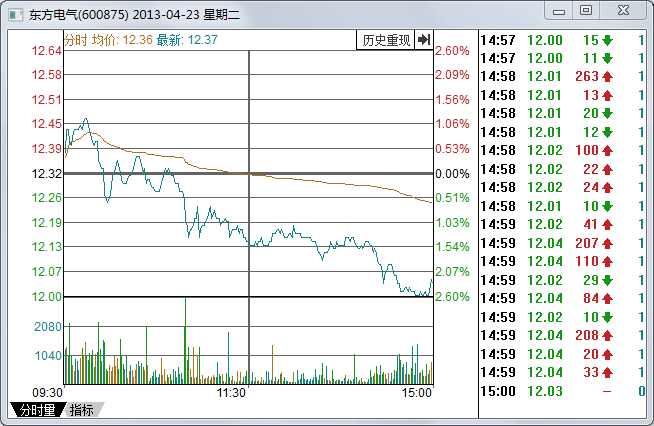 东方电气(600875) 2013-04-23 星期二
分时 均价: 12.36 最新: 12.37
历史重现
12.64 2.60%
12.58 2.09%
12.51 1.56%
12.45 1.06%
12.39 0.53%
12.32 0.00%
12.26 0.51%
12.19 1.03%
12.13 1.54%
12.07 2.07%
12.00 2.60%
2080
1040
09:30 11:30 15:00
分时量 指标
14:57 12.00 15 1
14:57 12.00 11 1
14:58 12.01 263 1
14:58 12.01 13 1
14:58 12.01 20 1
14:58 12.01 12 1
14:58 12.02 100 1
14:58 12.02 22 1
14:58 12.02 24 1
14:58 12.01 10 1
14:59 12.02 41 1
14:59 12.04 207 1
14:59 12.04 110 1
14:59 12.02 29 1
14:59 12.04 84 1
14:59 12.02 10 1
14:59 12.04 208 1
14:59 12.04 20 1
14:59 12.04 33 1
15:00 12.03 – 0